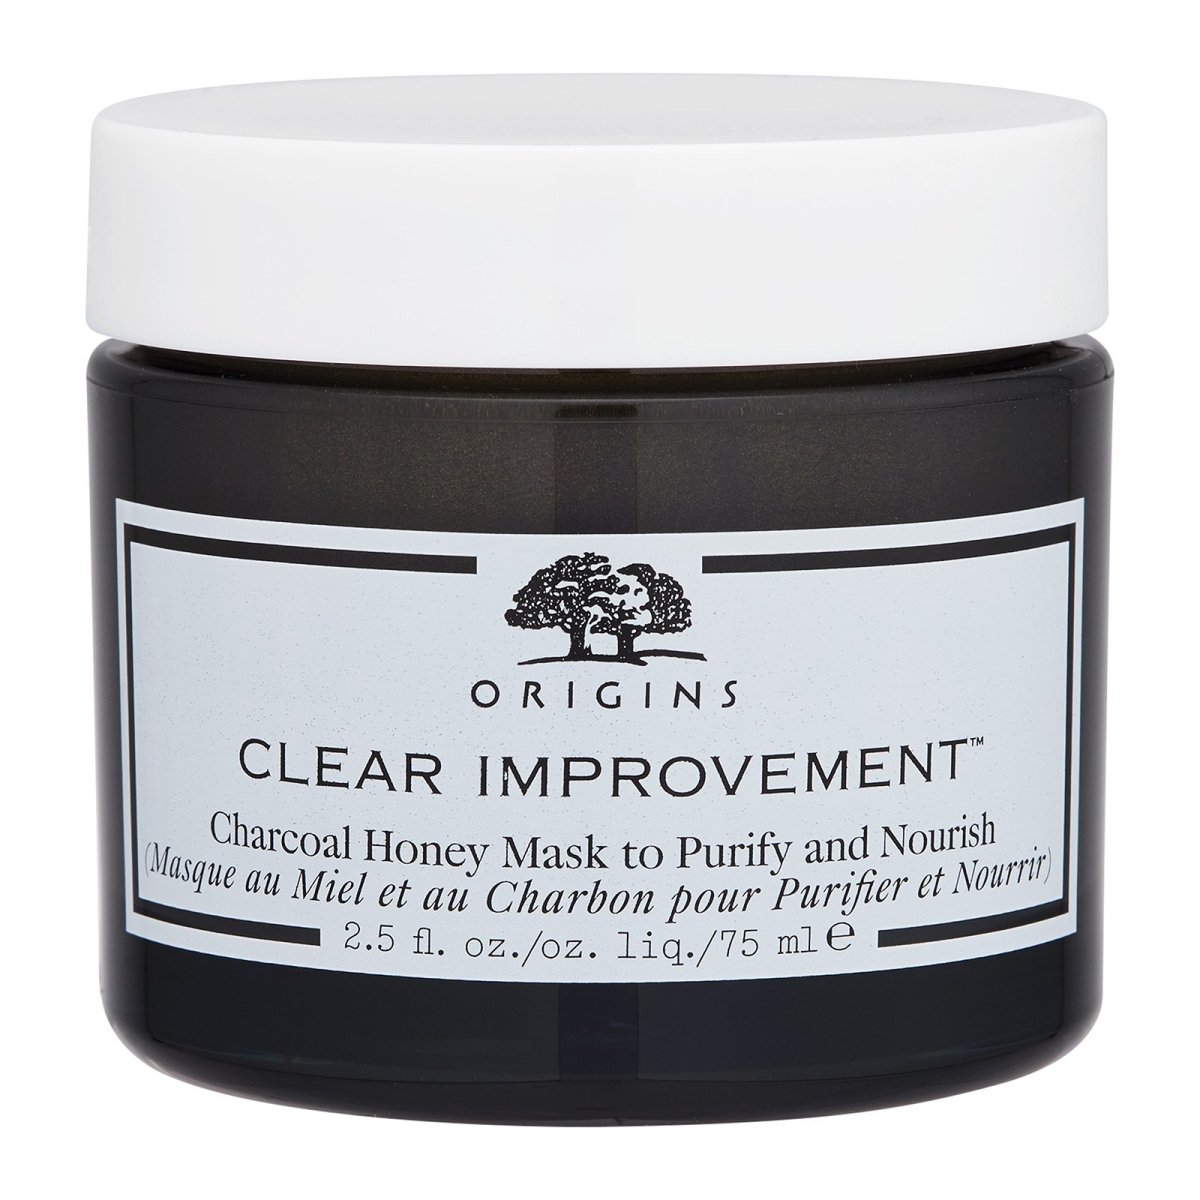 ORIGINS
CLEAR IMPROVEMENT™
Charcoal Honey Mask to Purify and Nourish
(Masque au Miel et au Charbon pour Purifier et Nourrir)
2.5 fl. oz./oz. liq./75 ml ℮